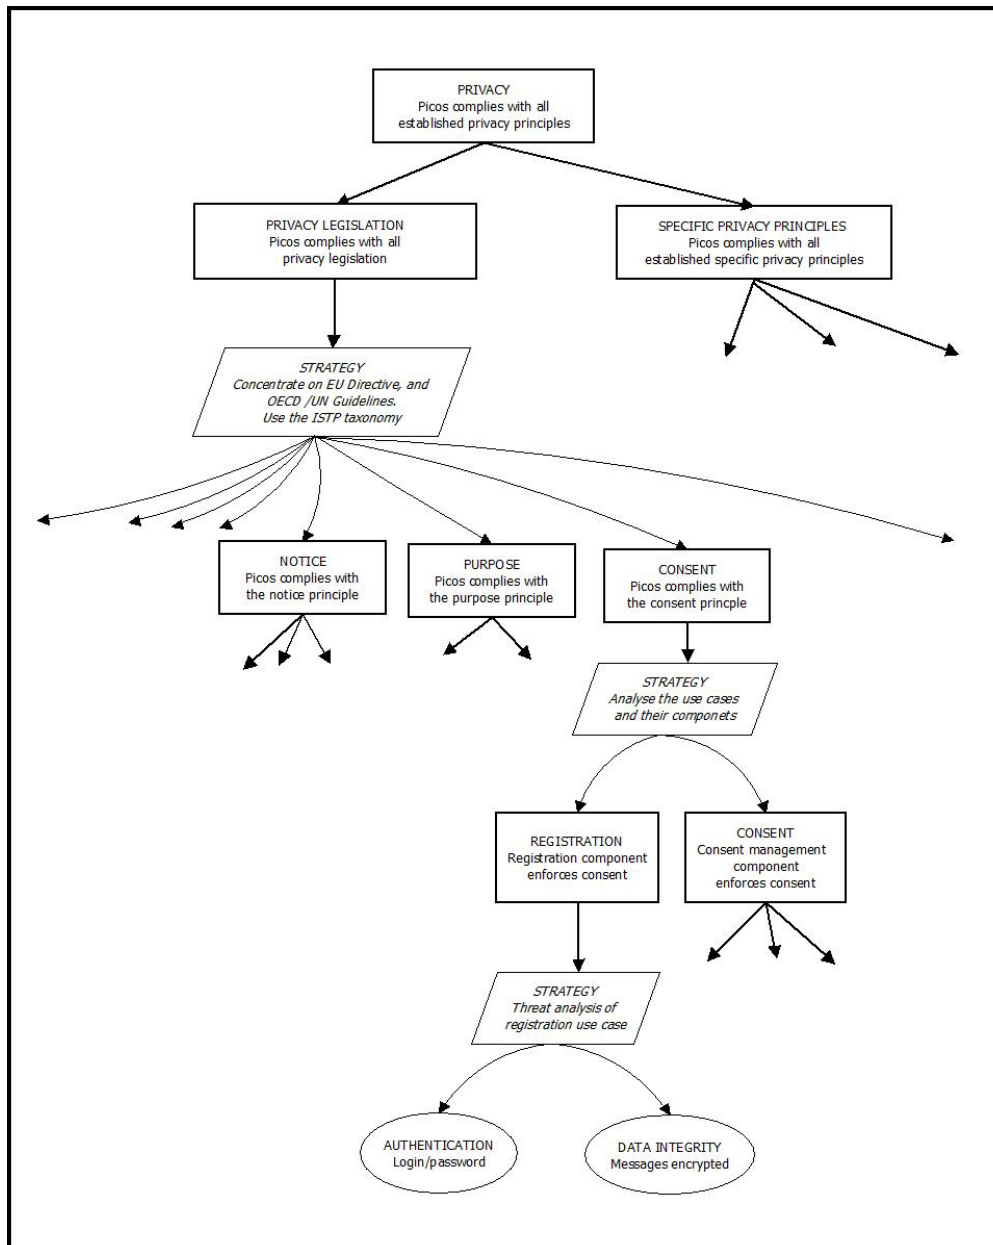 PRIVACY
Picos complies with all
established privacy principles
PRIVACY LEGISLATION
Picos complies with all
privacy legislation
SPECIFIC PRIVACY PRINCIPLES
Picos complies with all
established specific privacy principles
STRATEGY
Concentrate on EU Directive, and
OECD /UN Guidelines.
Use the ISTP taxonomy
NOTICE
Picos complies with
the notice principle
PURPOSE
Picos complies with
the purpose principle
CONSENT
Picos complies with
the consent princple
STRATEGY
Analyse the use cases
and their componets
REGISTRATION
Registration component
enforces consent
CONSENT
Consent management
component
enforces consent
STRATEGY
Threat analysis of
registration use case
AUTHENTICATION
Login/password
DATA INTEGRITY
Messages encrypted